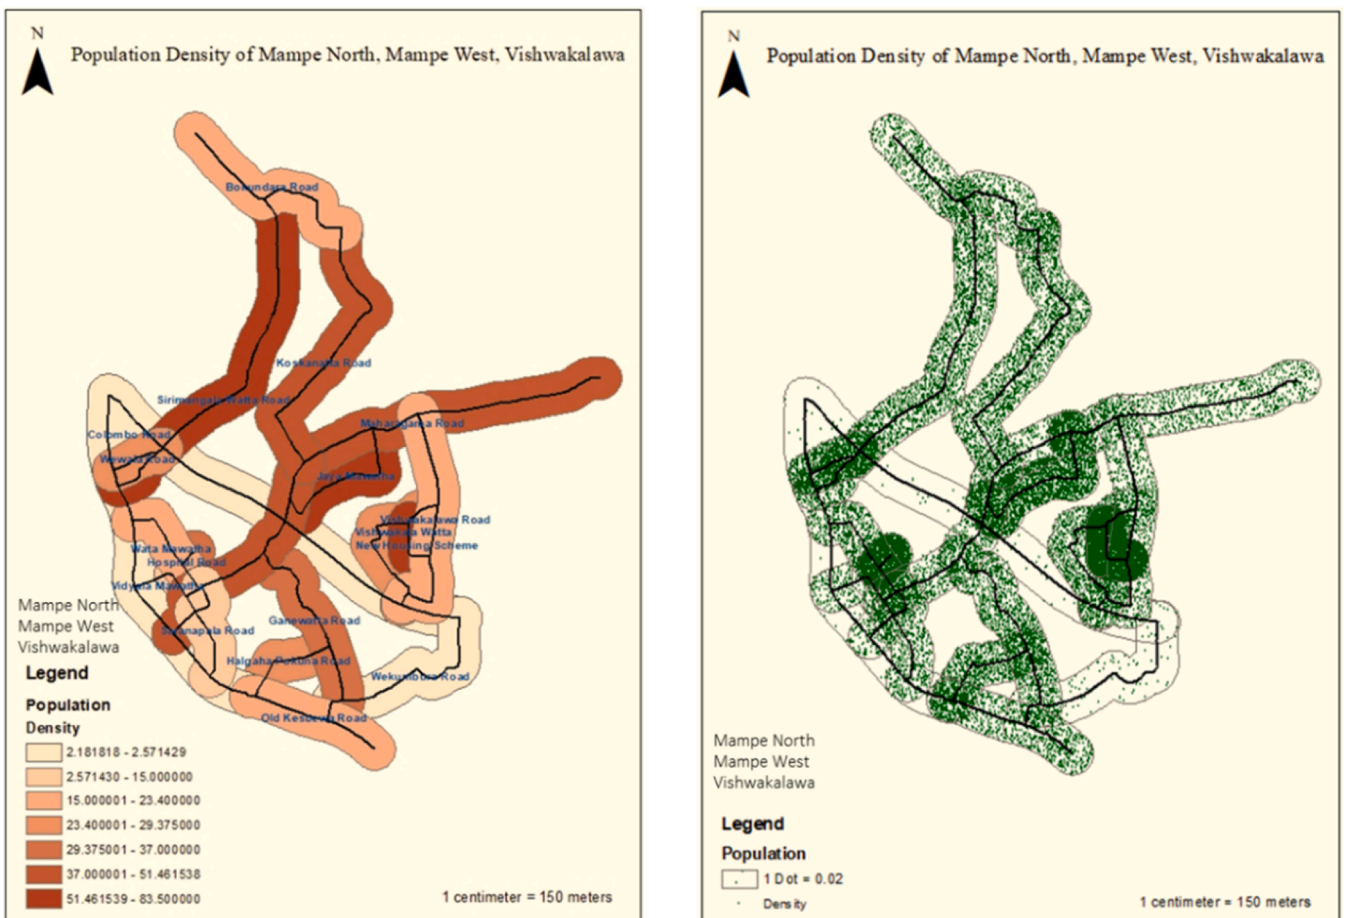 N
Population Density of Mampe North, Mampe West, Vishwakalawa
Bokundara Road
Koskanatta Road
Sirimangala Watta Road
Maharagama Road
Colombo Road
Wewala Road
Jaya Mawatha
Vishwakalawa Road
Vishwakala Watta
New Housing Scheme
Wata Mawatha
Hospital Road
Vidyala Mawatha
Mampe North
Mampe West
Vishwakalawa
Road
Ganewatta Road
Halgaha Pokuna Road
Wekumbura Road
Old Kesbewa Road
Legend
Population
Density
2.181818 - 2.571429
2.571430 - 15.000000
15.000001 - 23.400000
23.400001 - 29.375000
29.375001 - 37.000000
37.000001 - 51.461538
51.461539 - 83.500000
1 centimeter = 150 meters
N
Population Density of Mampe North, Mampe West, Vishwakalawa
Mampe North
Mampe West
Vishwakalawa
Legend
Population
1 Dot = 0.02
Density
1 centimeter = 150 meters